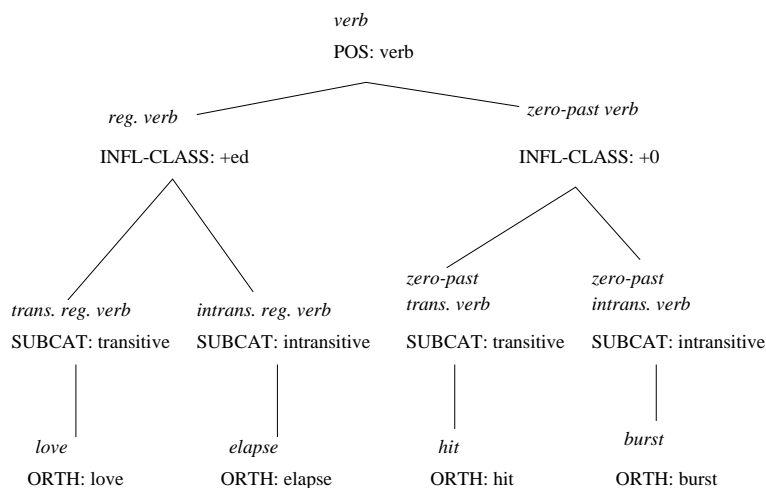 verb
POS: verb
reg. verb
zero-past verb
INFL-CLASS: +ed
INFL-CLASS: +0
trans. reg. verb
SUBCAT: transitive
intrans. reg. verb
SUBCAT: intransitive
zero-past
trans. verb
SUBCAT: transitive
zero-past
intrans. verb
SUBCAT: intransitive
love
ORTH: love
elapse
ORTH: elapse
hit
ORTH: hit
burst
ORTH: burst